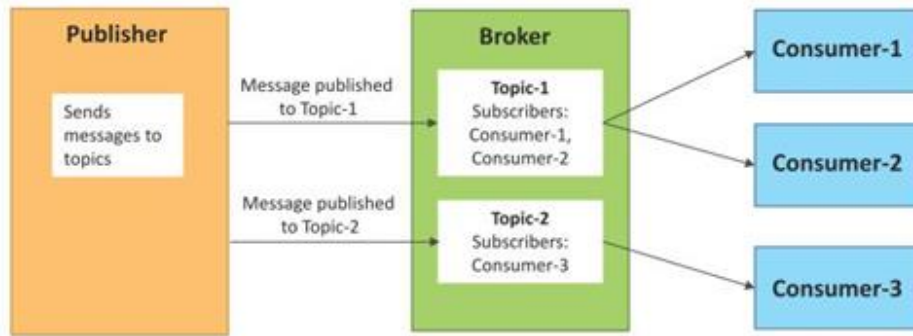 Publisher
Sends
messages to
topics
Message published
to Topic-1
Message published
to Topic-2
Broker
Topic-1
Subscribers:
Consumer-1,
Consumer-2
Topic-2
Subscribers:
Consumer-3
Consumer-1
Consumer-2
Consumer-3